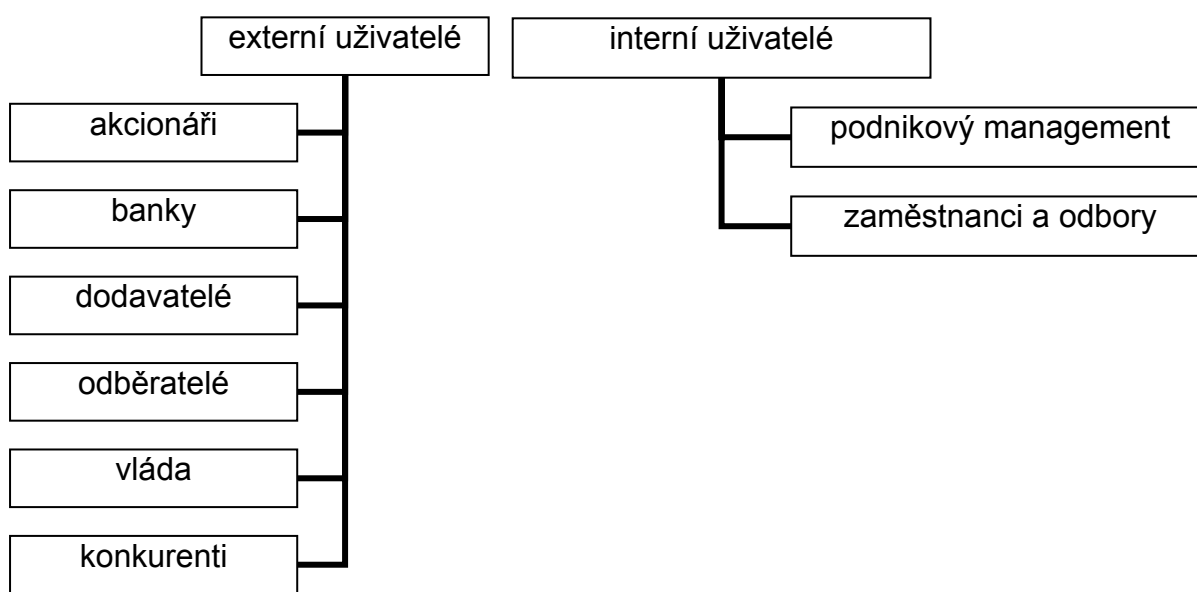 externí uživatelé
akcionáři
banky
dodavatelé
odběratelé
vláda
konkurenti
interní uživatelé
podnikový management
zaměstnanci a odbory